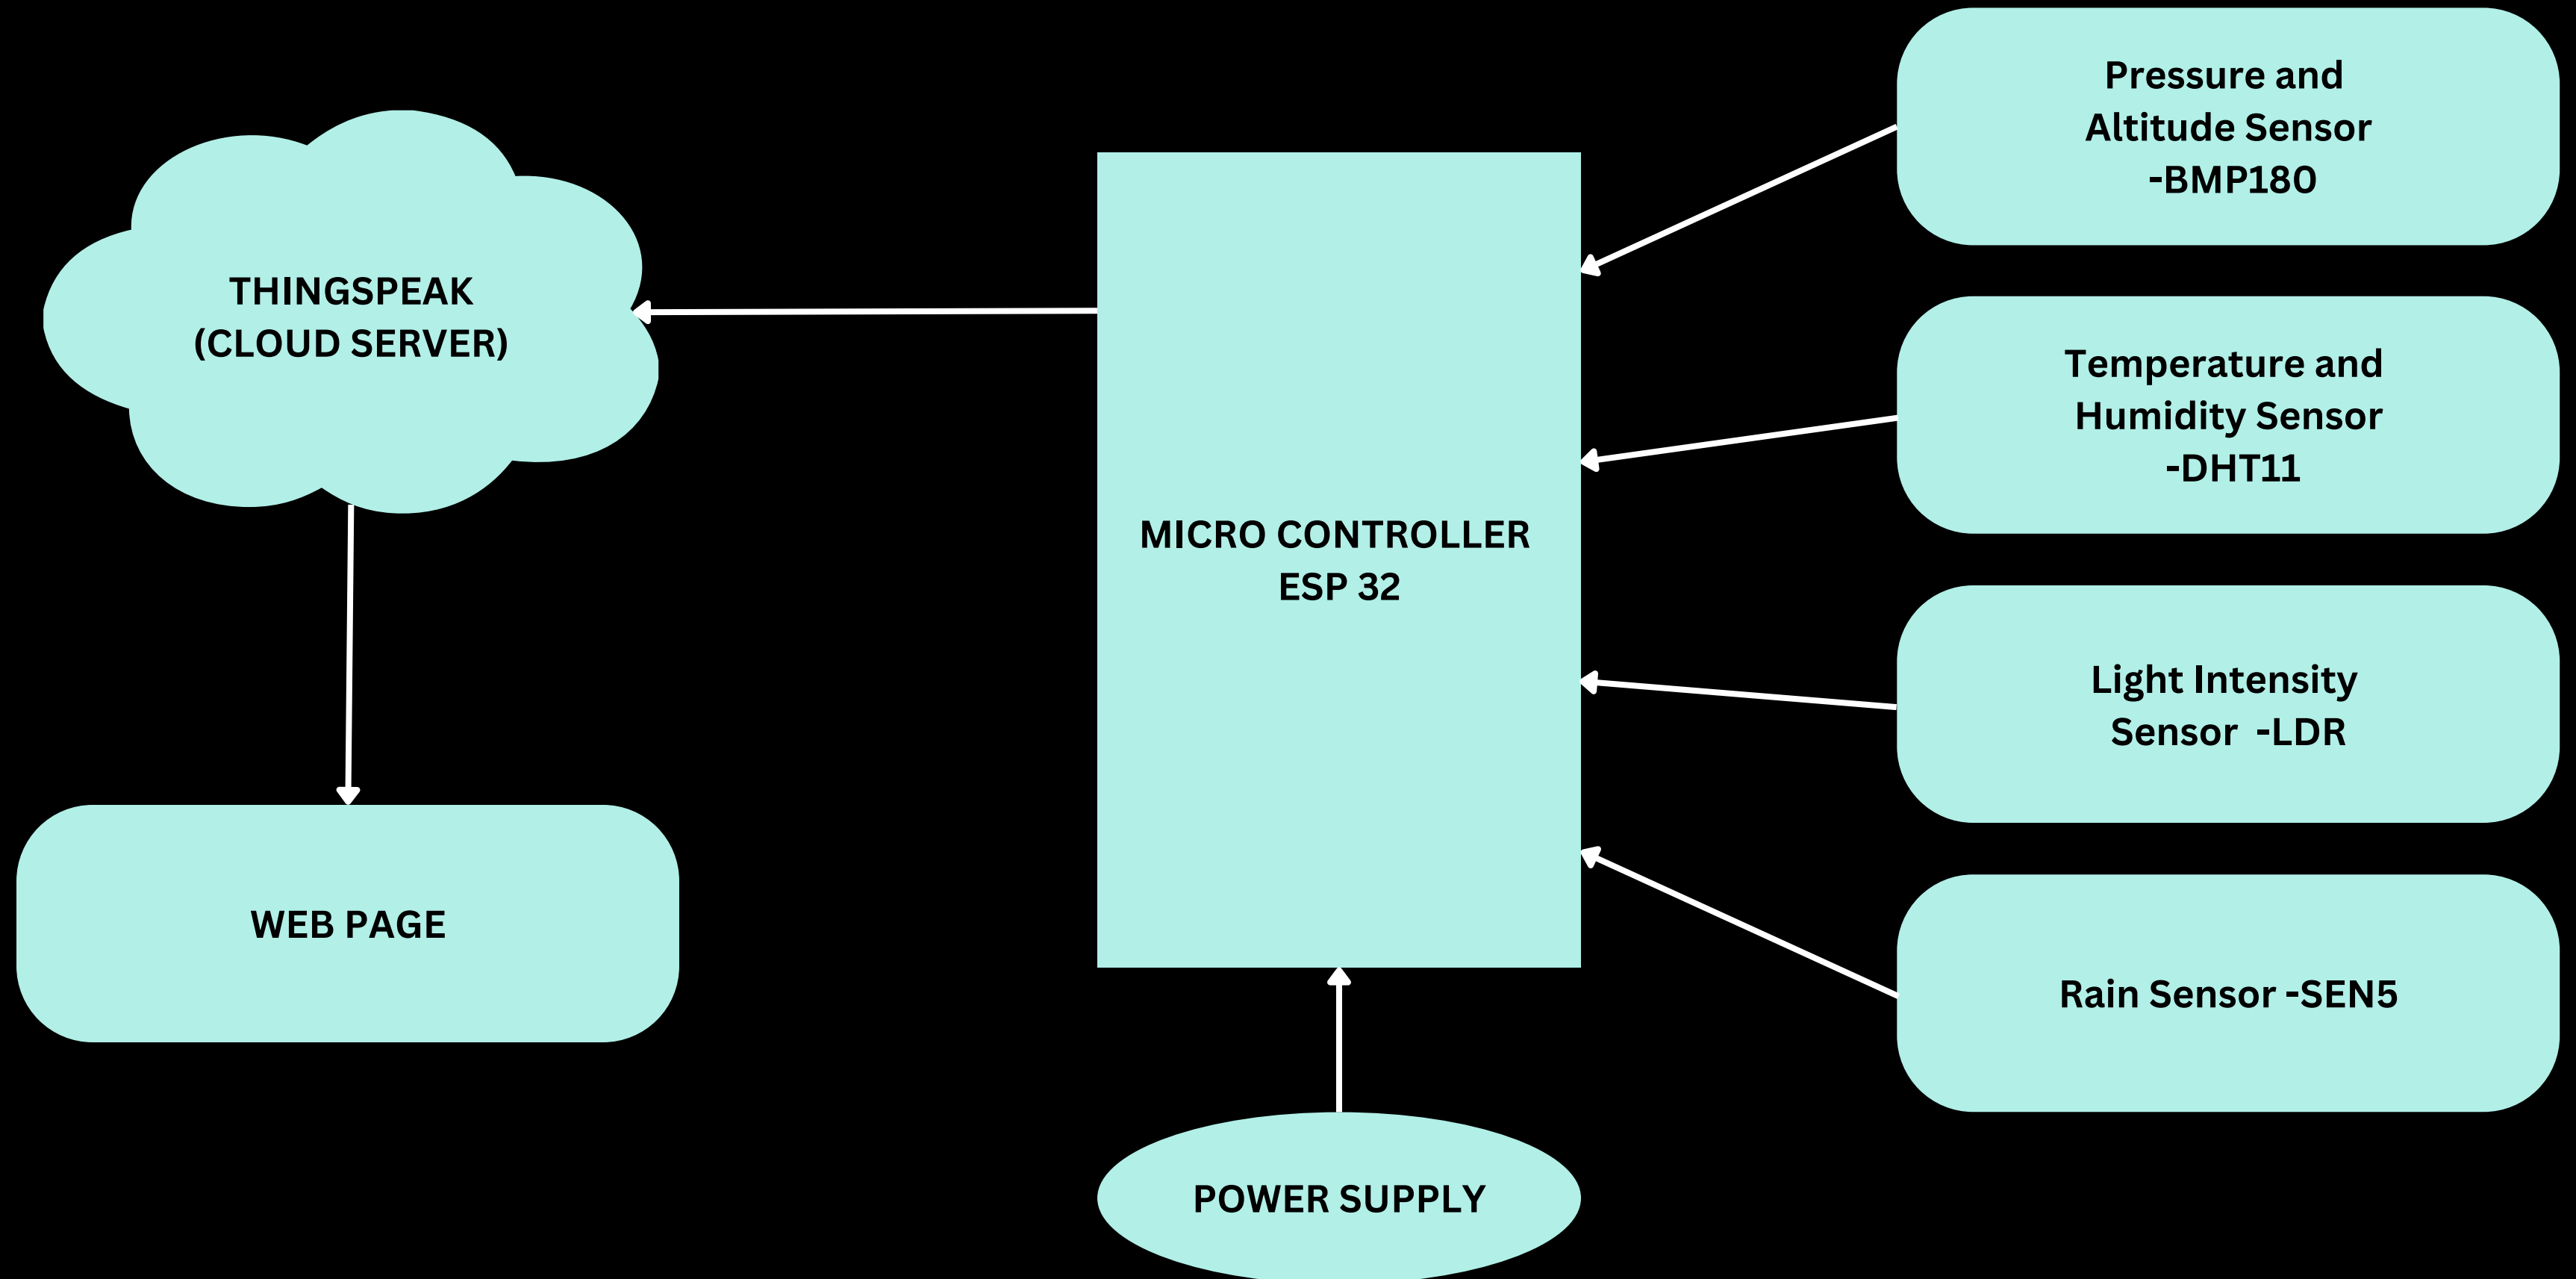 THINGSPEAK
(CLOUD SERVER)
WEB PAGE
MICRO CONTROLLER
ESP 32
POWER SUPPLY
Pressure and
Altitude Sensor
-BMP180
Temperature and
Humidity Sensor
-DHT11
Light Intensity
Sensor -LDR
Rain Sensor -SEN5